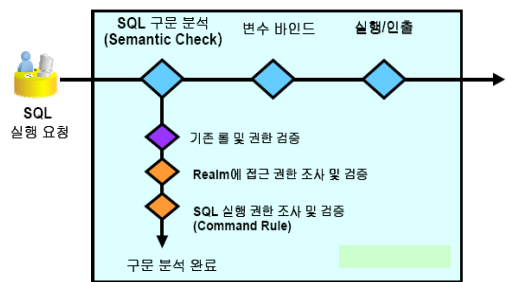 SQL 구문 분석
(Semantic Check)
변수 바인드
실행/인출
SQL
실행 요청
기존 롤 및 권한 검증
Realm에 접근 권한 조사 및 검증
SQL 실행 권한 조사 및 검증
(Command Rule)
구문 분석 완료